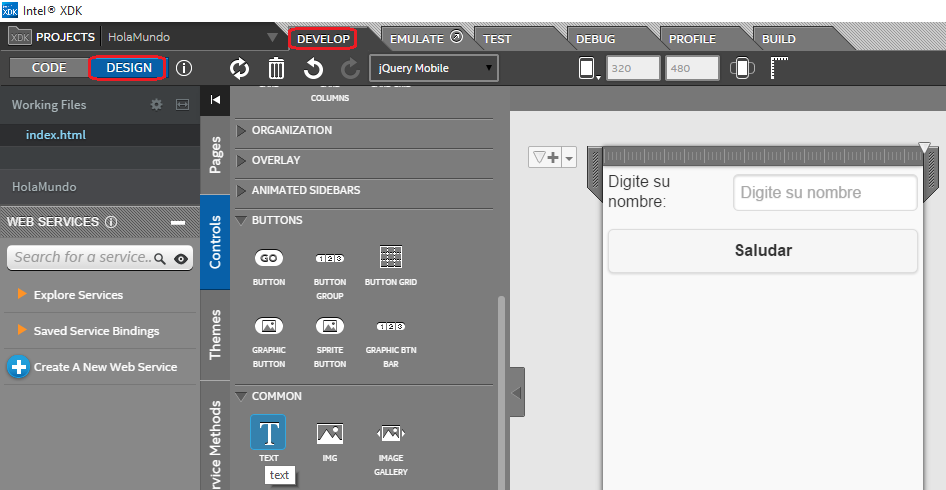 Intel® XDK
XDK PROJECTS HolaMundo DEVELOP EMULATE TEST DEBUG PROFILE BUILD
CODE DESIGN jQuery Mobile 320 480
Working Files
index.html
HolaMundo
WEB SERVICES
Search for a service..
Explore Services
Saved Service Bindings
Create A New Web Service
Pages
Controls
Themes
rvice Methods
COLUMNS
ORGANIZATION
OVERLAY
ANIMATED SIDEBARS
BUTTONS
GO 1 2 3
BUTTON BUTTON GROUP BUTTON GRID
1 2 3
GRAPHIC BUTTON SPRITE BUTTON GRAPHIC BTN BAR
COMMON
T
TEXT IMG IMAGE GALLERY
text
Digite su
nombre:
Digite su nombre
Saludar